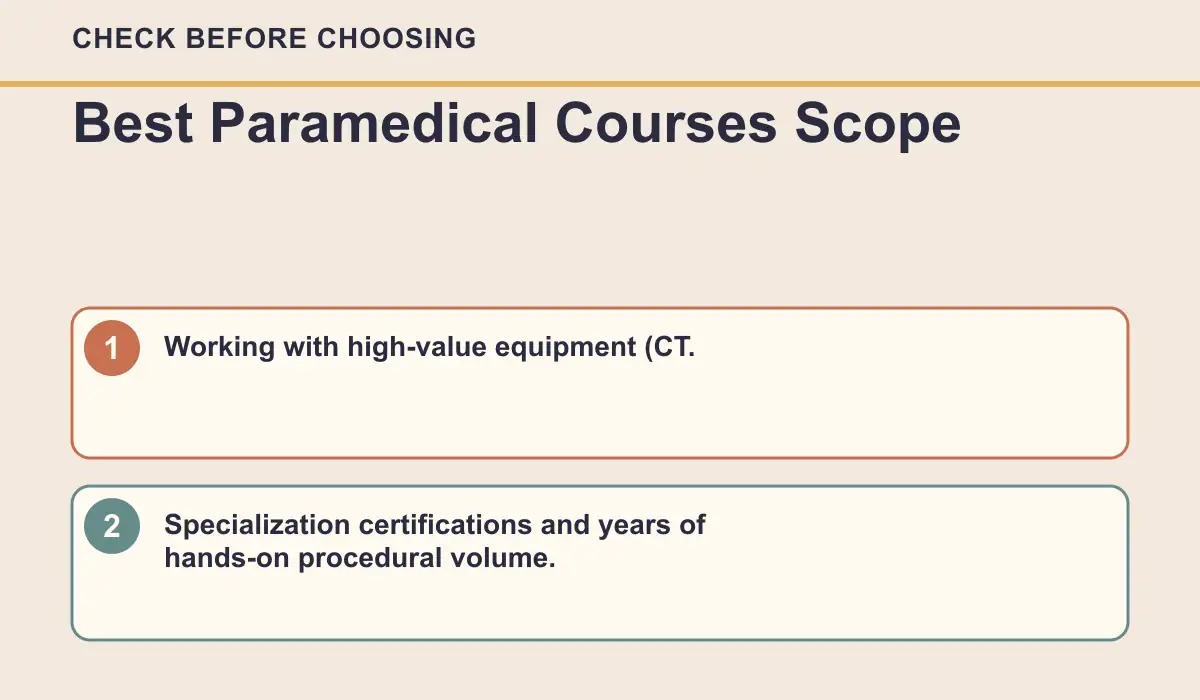 CHECK BEFORE CHOOSING
Best Paramedical Courses Scope
1
Working with high-value equipment (CT.
2
Specialization certifications and years of
hands-on procedural volume.